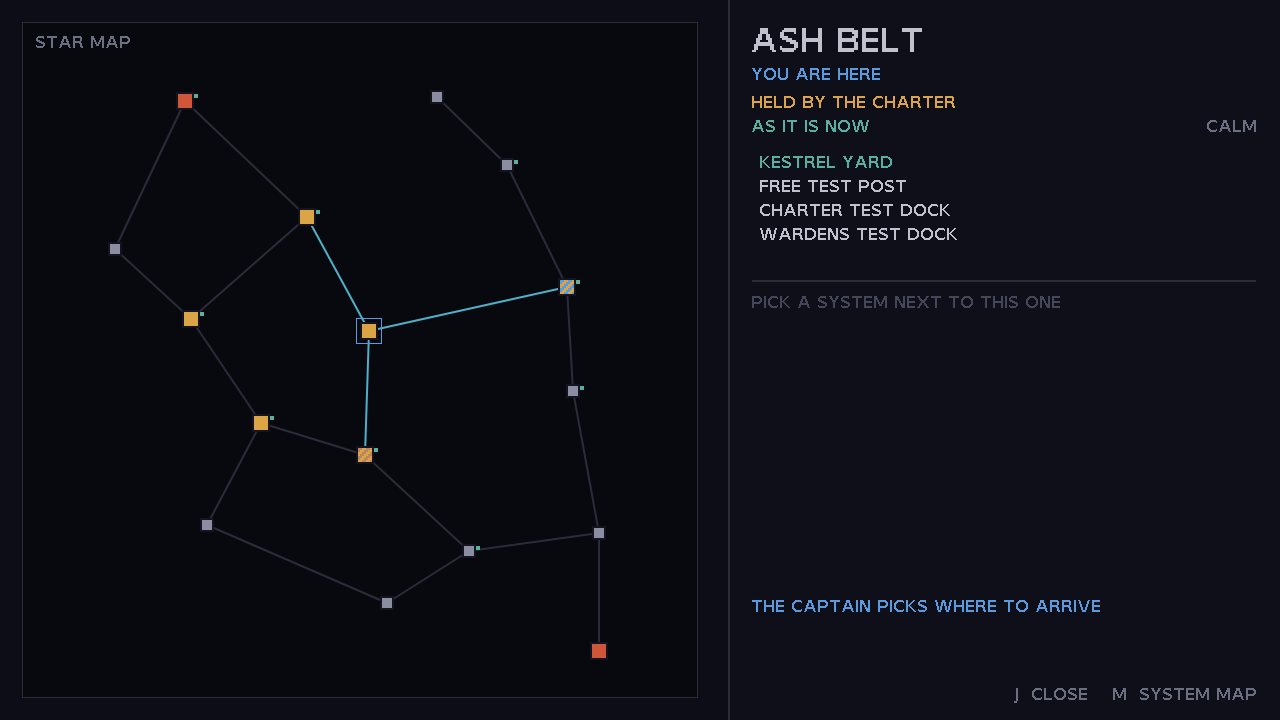 STAR MAP
ASH BELT
YOU ARE HERE
HELD BY THE CHARTER
AS IT IS NOW CALM
KESTREL YARD
FREE TEST POST
CHARTER TEST DOCK
WARDENS TEST DOCK
PICK A SYSTEM NEXT TO THIS ONE
THE CAPTAIN PICKS WHERE TO ARRIVE
J CLOSE M SYSTEM MAP